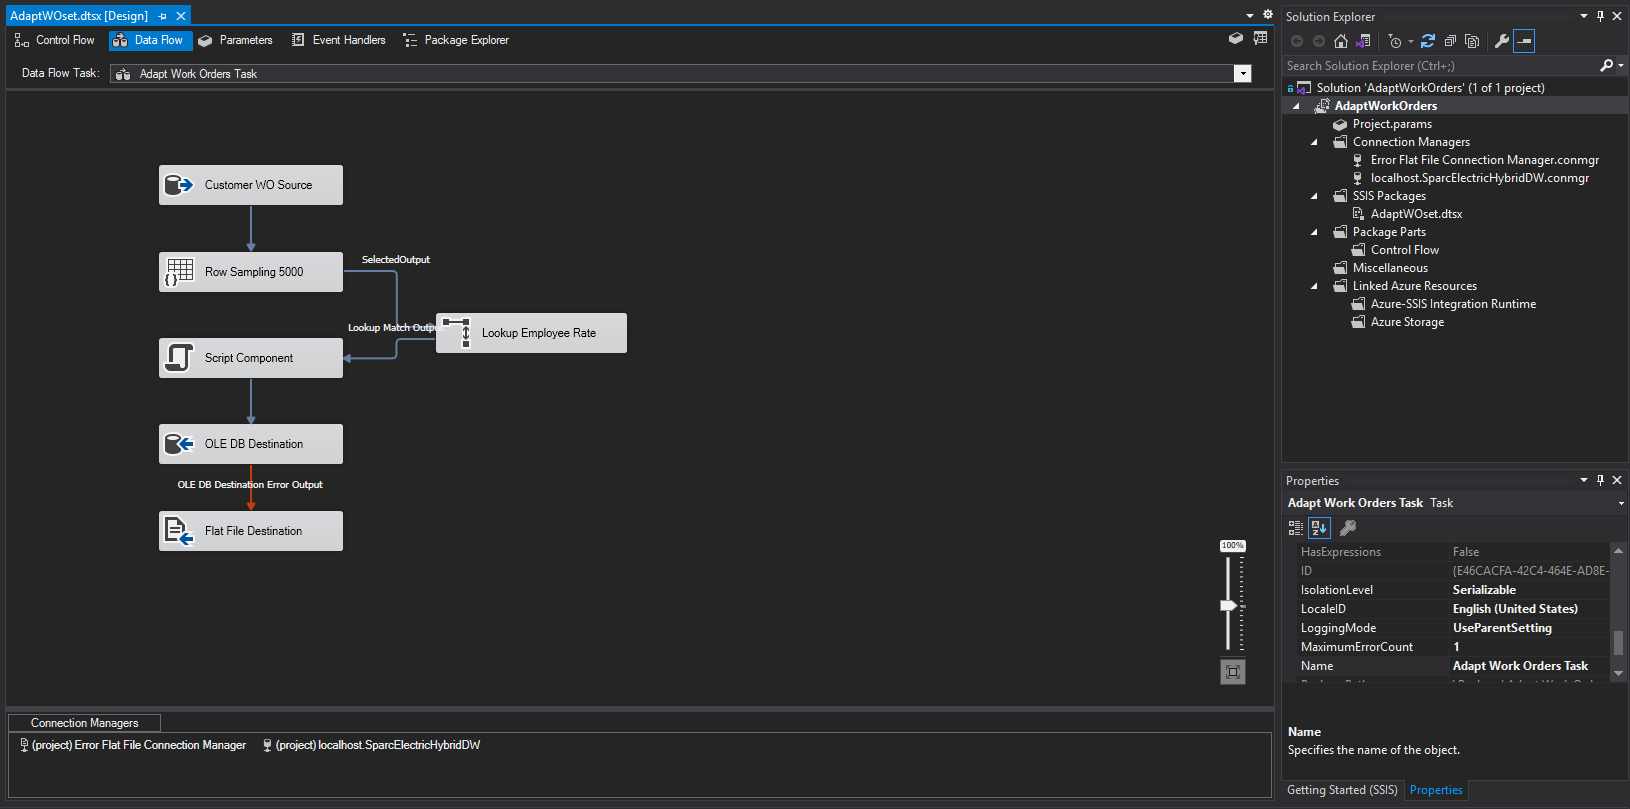 AdaptWOset.dtsx [Design]
Control Flow
Data Flow
Parameters
Event Handlers
Package Explorer
Data Flow Task:
Adapt Work Orders Task
Customer WO Source
Row Sampling 5000
SelectedOutput
Lookup Match Output
Lookup Employee Rate
Script Component
OLE DB Destination
OLE DB Destination Error Output
Flat File Destination
100%
Connection Managers
(project) Error Flat File Connection Manager
(project) localhost.SparcElectricHybridDW
Solution Explorer
Search Solution Explorer (Ctrl+;)
Solution 'AdaptWorkOrders' (1 of 1 project)
AdaptWorkOrders
Project.params
Connection Managers
Error Flat File Connection Manager.conmgr
localhost.SparcElectricHybridDW.conmgr
SSIS Packages
AdaptWOset.dtsx
Package Parts
Control Flow
Miscellaneous
Linked Azure Resources
Azure-SSIS Integration Runtime
Azure Storage
Properties
Adapt Work Orders Task Task
HasExpressions False
ID {E46CACFA-42C4-464E-AD8E-
IsolationLevel Serializable
LocaleID English (United States)
LoggingMode UseParentSetting
MaximumErrorCount 1
Name Adapt Work Orders Task
Name
Specifies the name of the object.
Getting Started (SSIS)
Properties